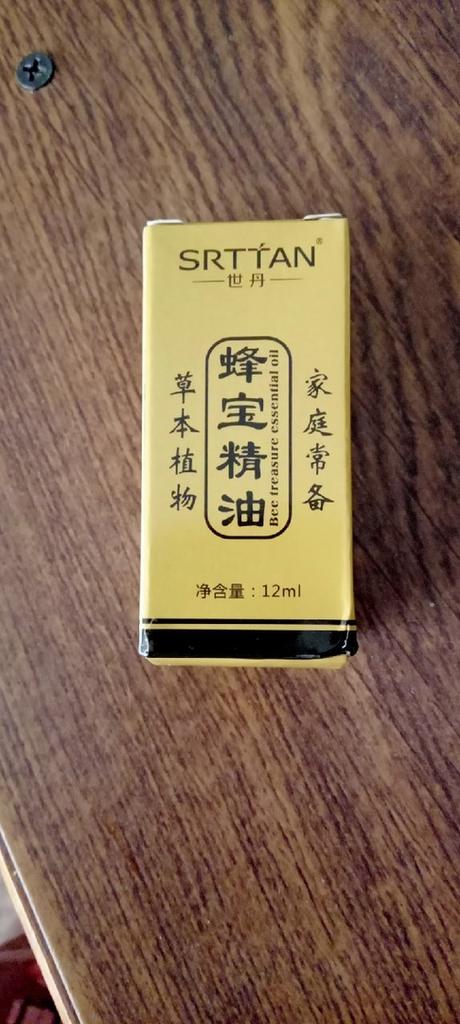 SRTTAN®
世丹
草本植物
蜂宝精油
Bee treasure essential oil
家庭常备
净含量：12ml